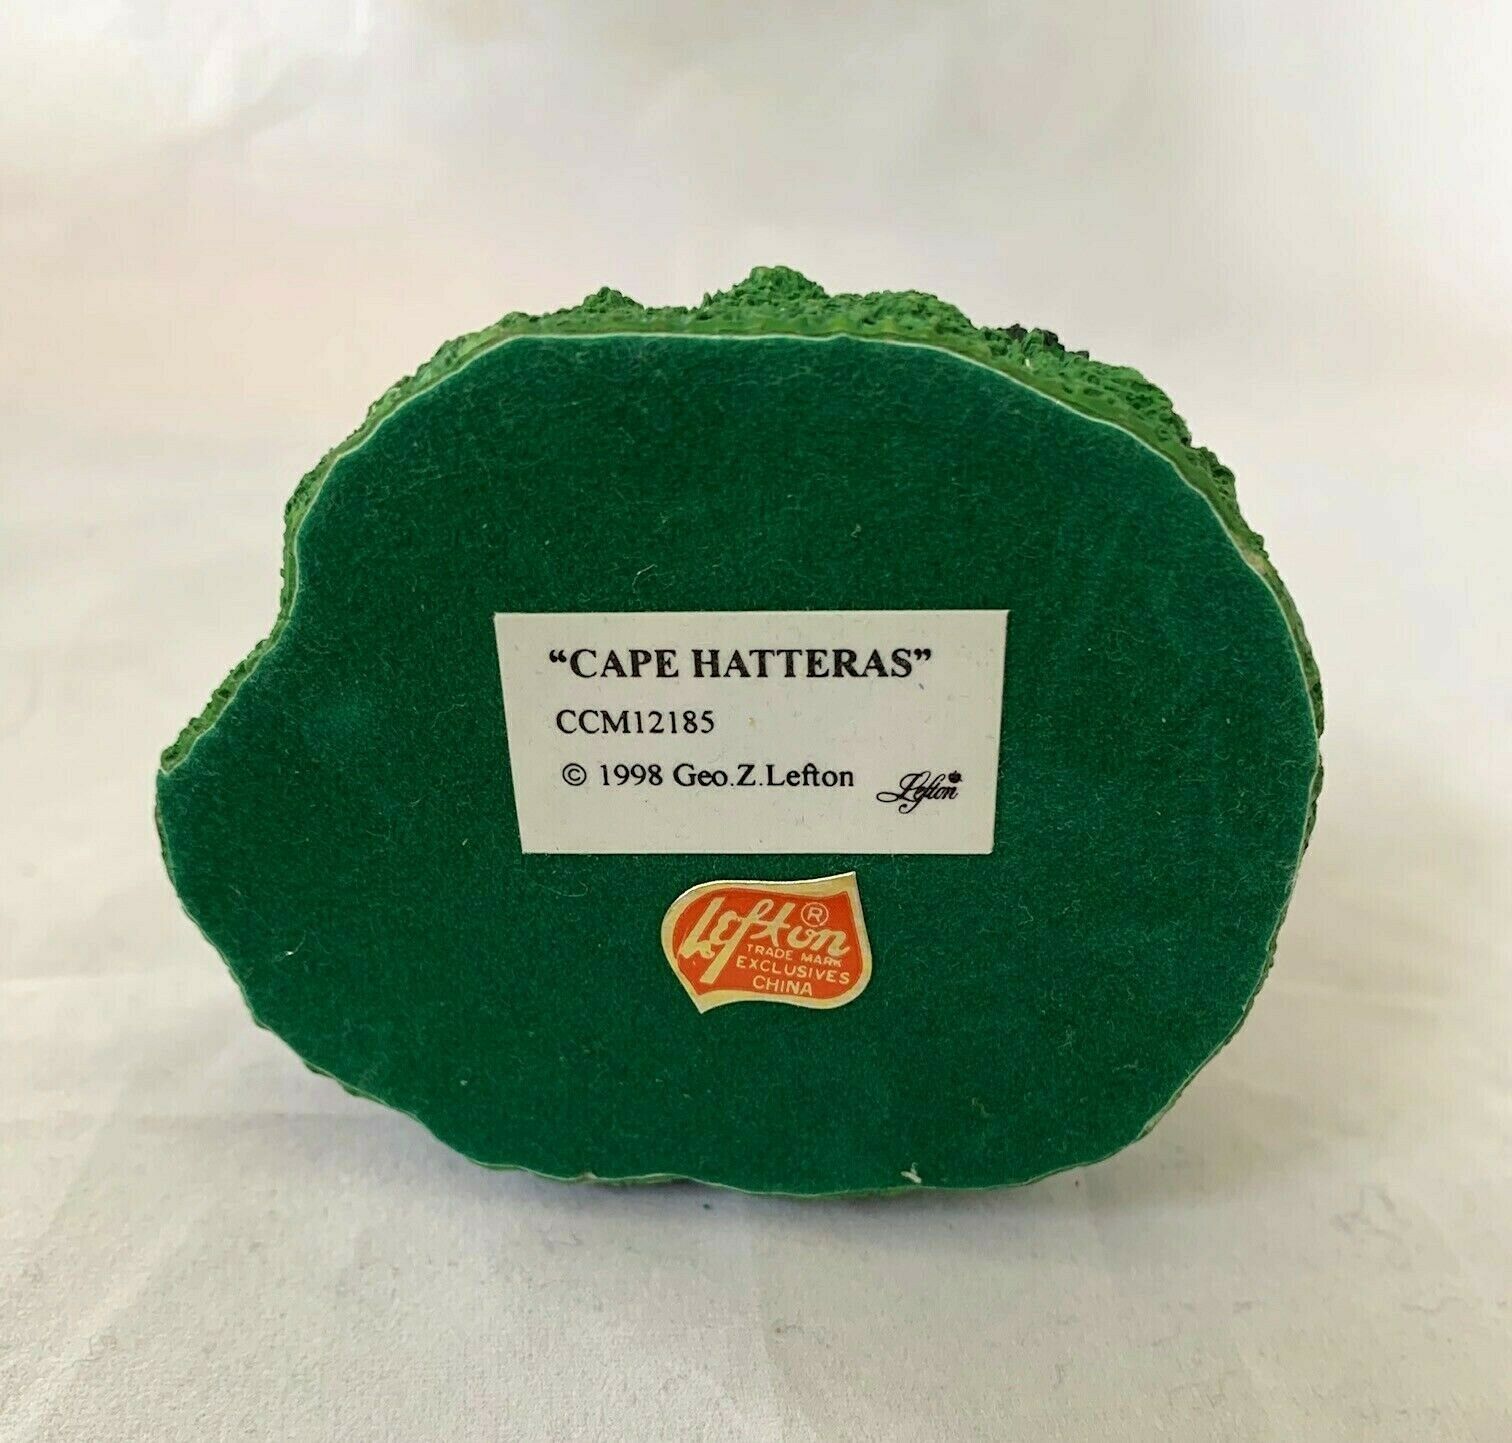 “CAPE HATTERAS”
CCM12185
© 1998 Geo.Z.Lefton Lefton
Lefton®
TRADE MARK
EXCLUSIVES
CHINA